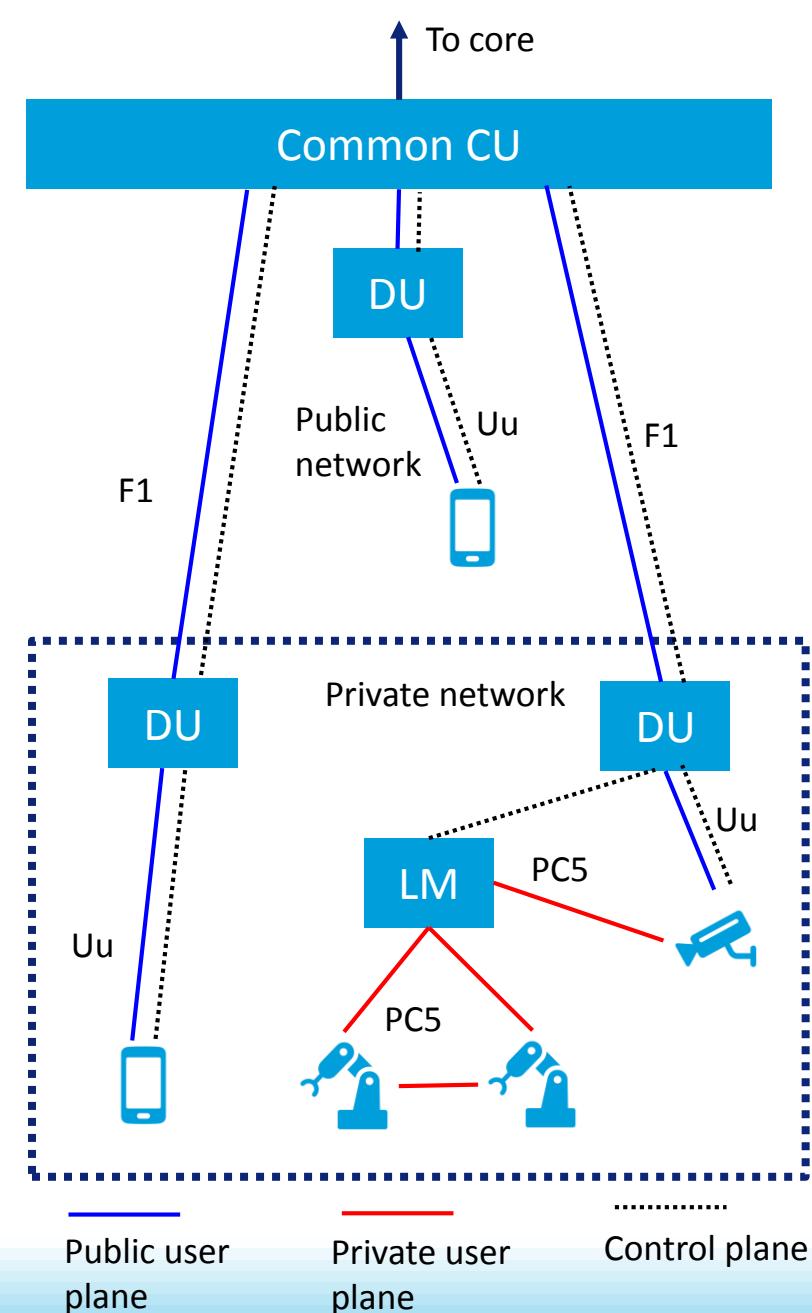 To core
Common CU
DU
Public
network
Uu
F1
F1
DU
Private network
DU
Uu
LM
PC5
Uu
PC5
Public user
plane
Private user
plane
Control plane